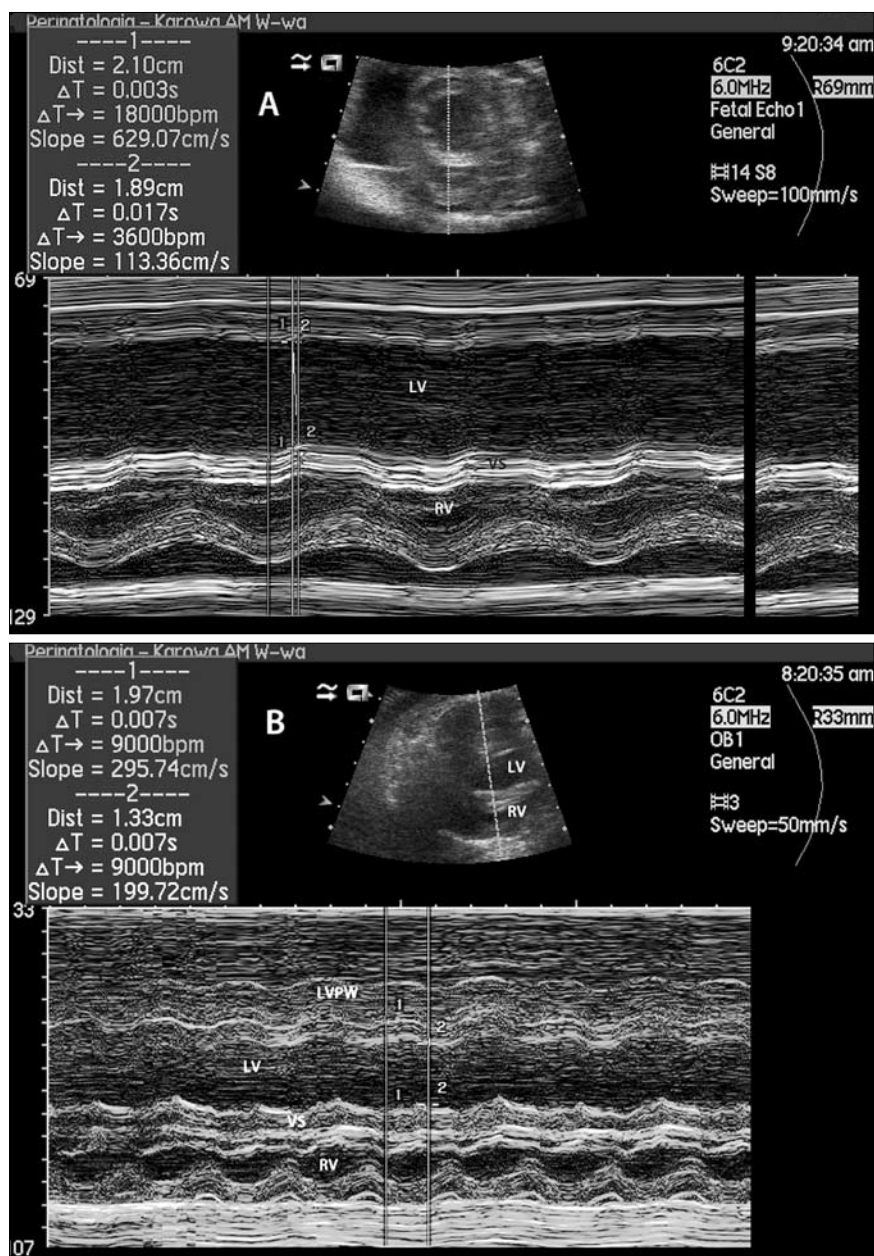 Perinatologia - Karowa AM W-wa
----1----
Dist = 2.10cm
ΔT = 0.003s
ΔT→ = 18000bpm
Slope = 629.07cm/s
----2----
Dist = 1.89cm
ΔT = 0.017s
ΔT→ = 3600bpm
Slope = 113.36cm/s
A
9:20:34 am
6C2
6.0MHz R69mm
Fetal Echo1
General
14 S8
Sweep=100mm/s
69
1 2
LV
1 2
VS
RV
129
Perinatologia - Karowa AM W-wa
----1----
Dist = 1.97cm
ΔT = 0.007s
ΔT→ = 9000bpm
Slope = 295.74cm/s
----2----
Dist = 1.33cm
ΔT = 0.007s
ΔT→ = 9000bpm
Slope = 199.72cm/s
B
LV
RV
8:20:35 am
6C2
6.0MHz R33mm
OB1
General
3
Sweep=50mm/s
33
LVPW
1
2
LV
1 2
VS
RV
107